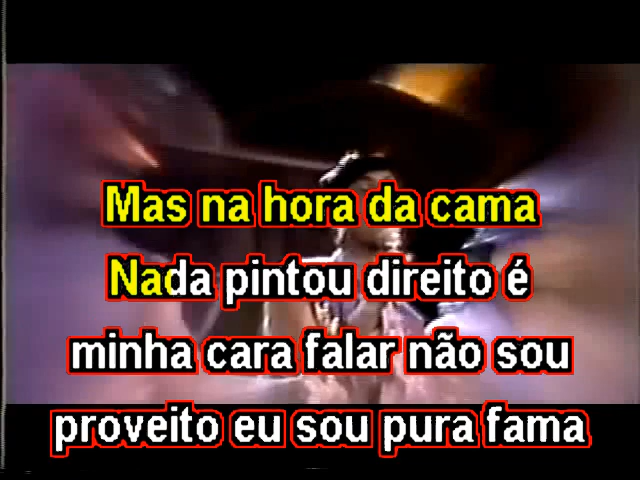 Mas na hora da cama
Nada pintou direito é
minha cara falar não sou
proveito eu sou pura fama